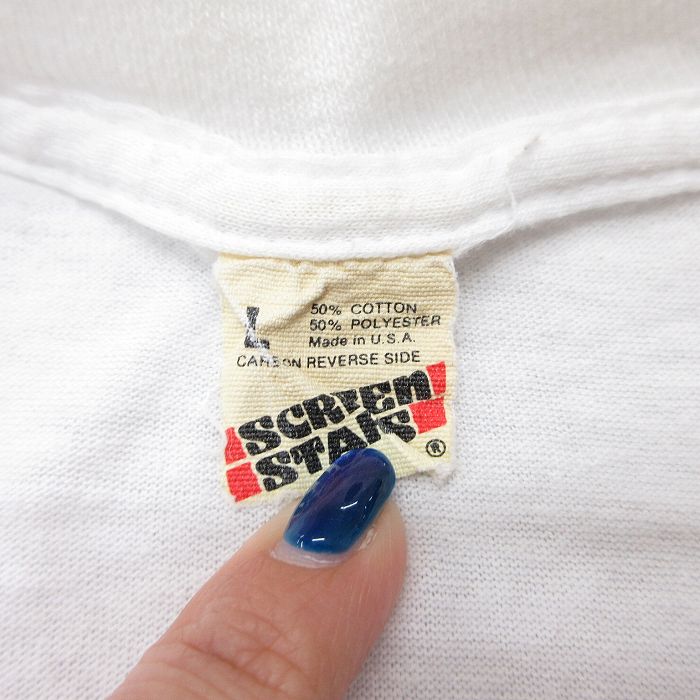 L
50% COTTON
50% POLYESTER
Made in U.S.A.
CARE ON REVERSE SIDE
SCREEN
STARS
®